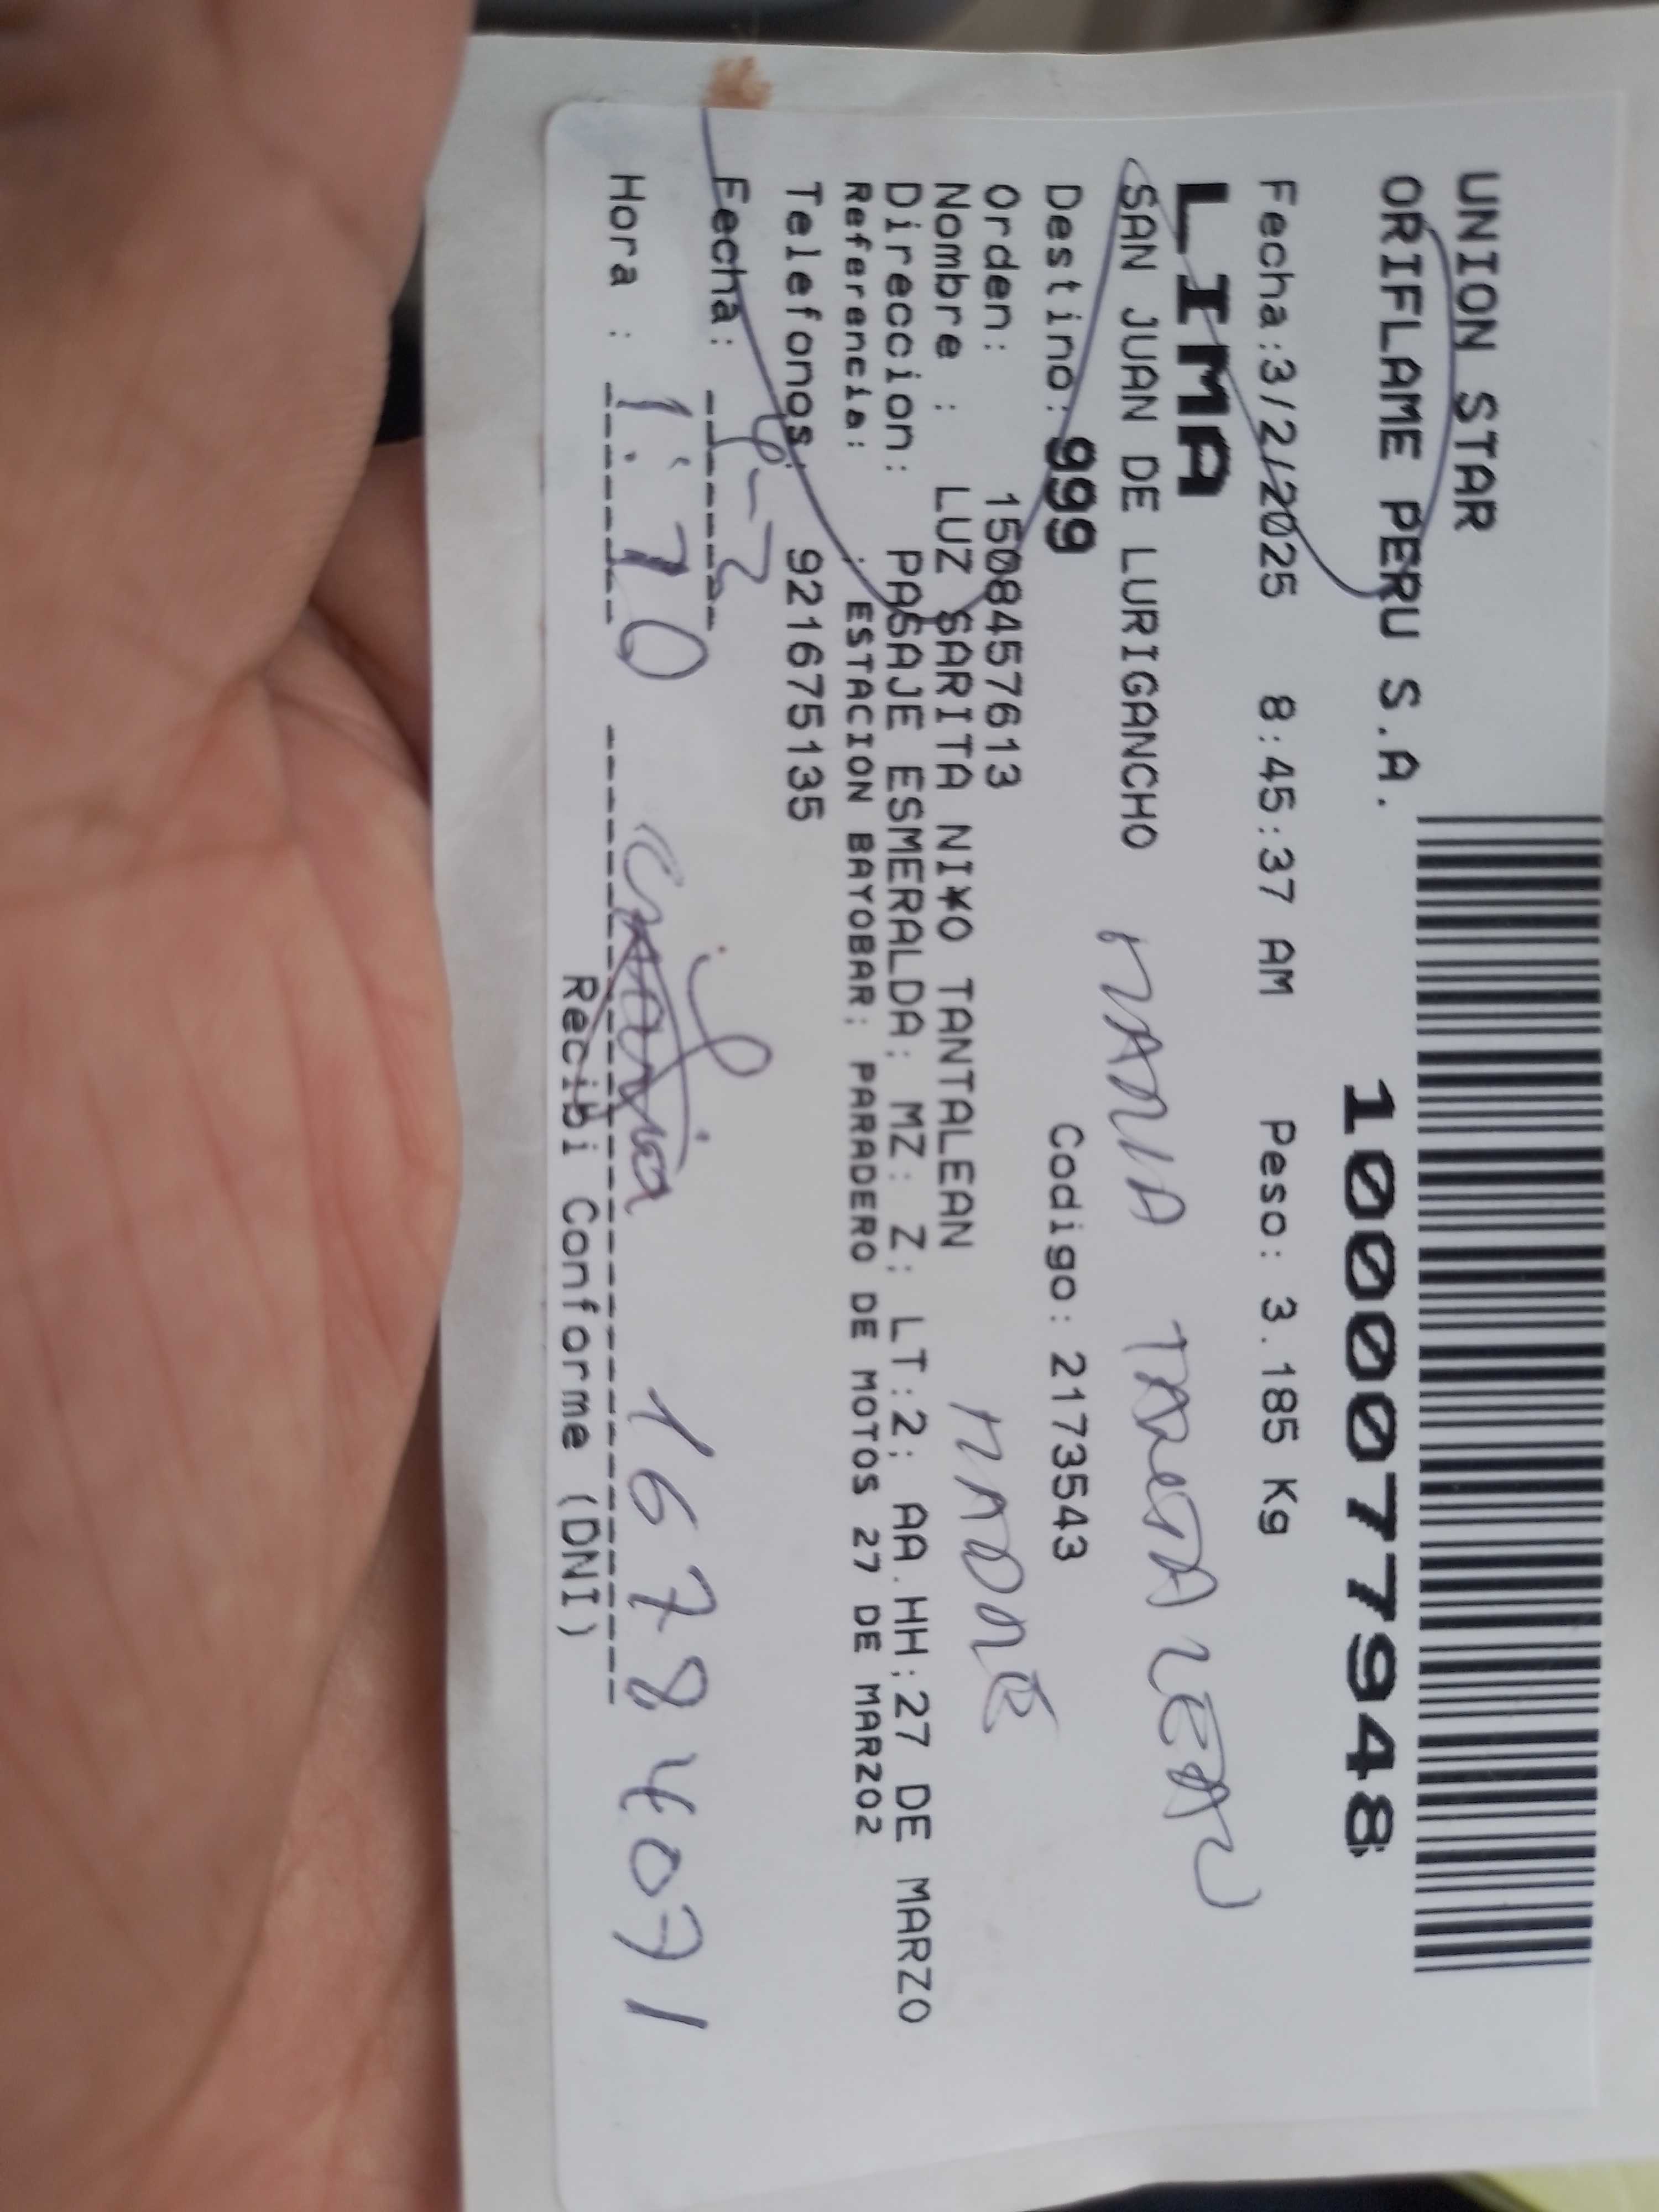 UNION STAR
ORIFLAME PERU S.A.
1000077948
Fecha:3/2/2025 8:45:37 AM Peso: 3.185 Kg
LIMA
SAN JUAN DE LURIGANCHO MARIA
Destino: 999 Codigo: 2173543
Orden: 1508457613
Nombre : LUZ SARITA NI¥O TANTALEAN MADRE
Direccion: PASAJE ESMERALDA; MZ: Z; LT:2; AA.HH:27 DE MARZO
Referencia: : ESTACION BAYOBAR; PARADERO DE MOTOS 27 DE MARZO2
Telefonos: 921675135
Fecha:
Hora : 16784071
Recibi Conforme (DNI)